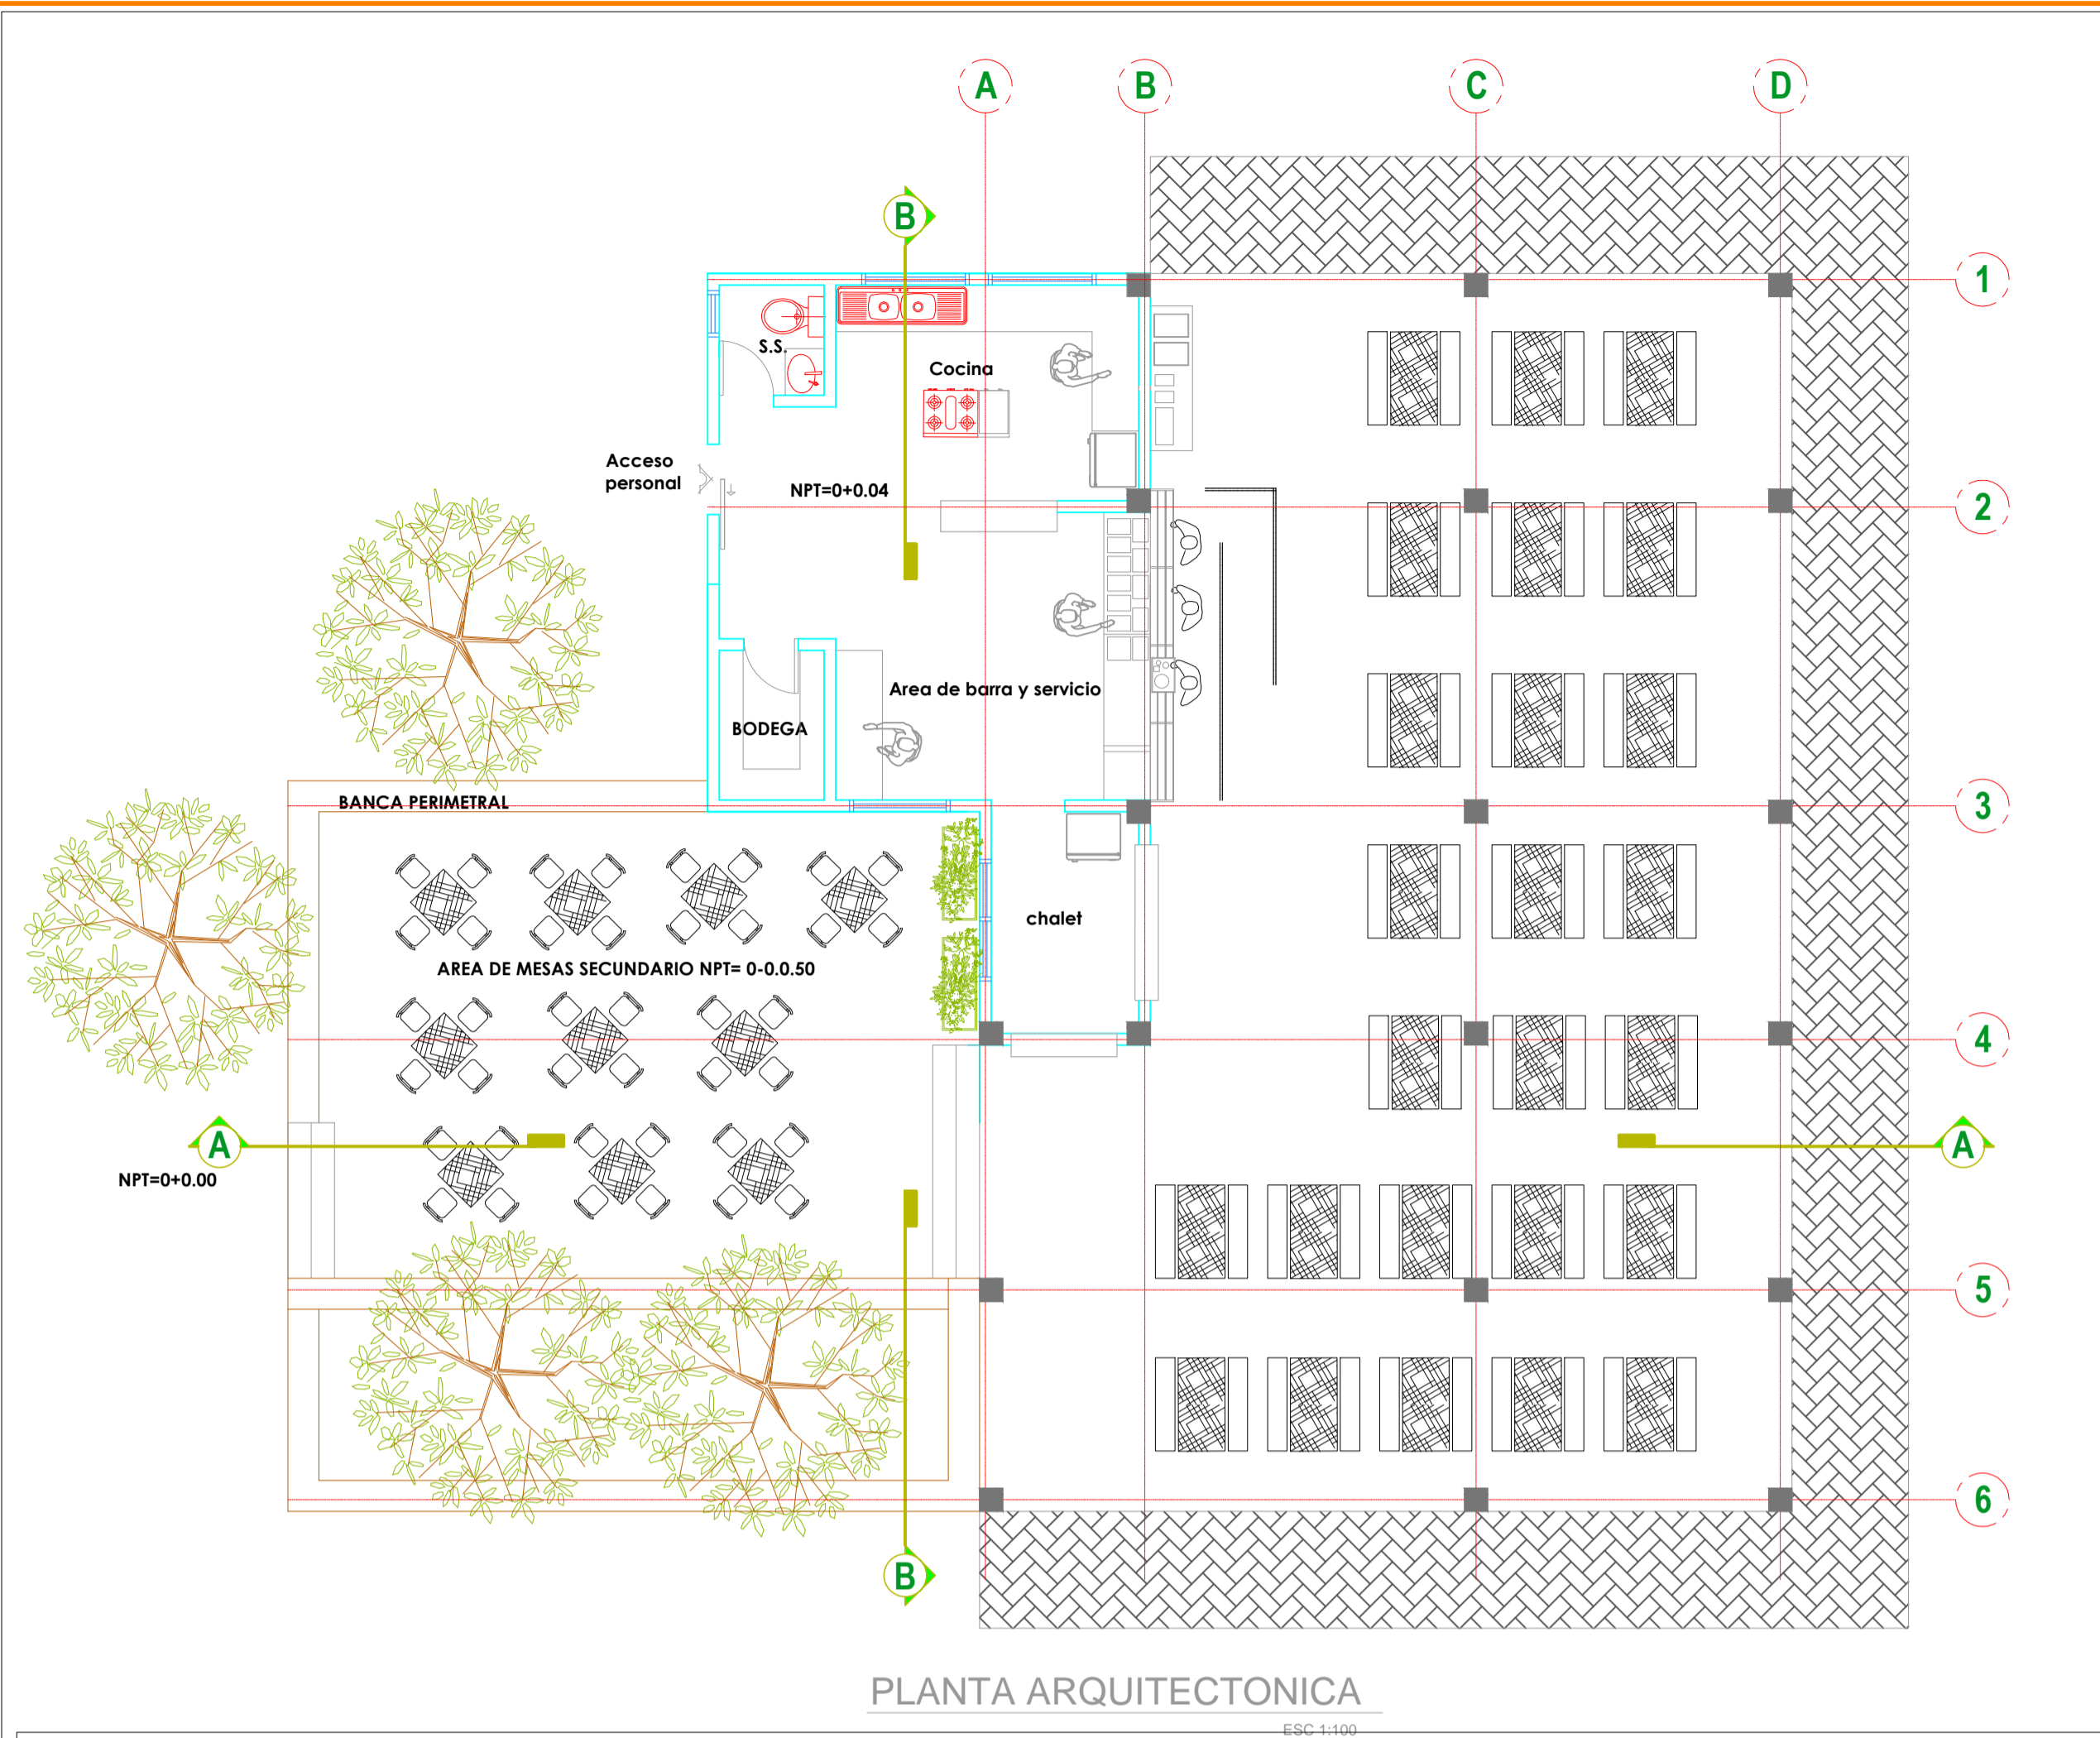 A
B
C
D
B
1
S.S.
Cocina
Acceso
personal
NPT=0+0.04
2
Area de barra y servicio
BODEGA
BANCA PERIMETRAL
3
chalet
AREA DE MESAS SECUNDARIO NPT= 0-0.0.50
4
A
A
NPT=0+0.00
5
6
B
PLANTA ARQUITECTONICA
ESC 1:100